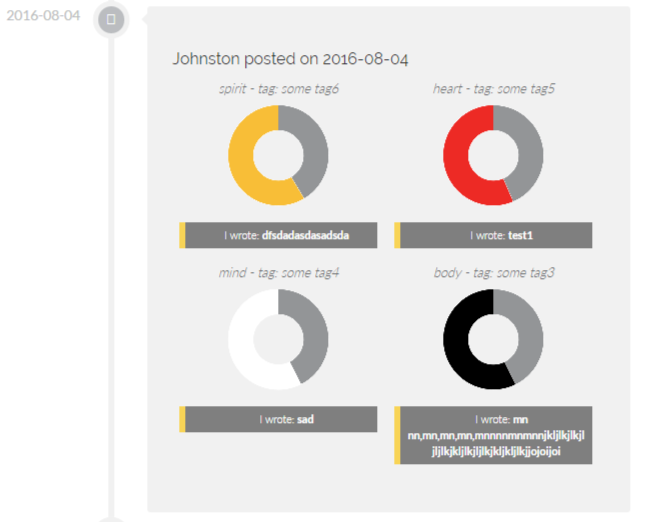 2016-08-04
Johnston posted on 2016-08-04
spirit - tag: some tag6
heart - tag: some tag5
I wrote: dfsdadasdasadsda
I wrote: test1
mind - tag: some tag4
body - tag: some tag3
I wrote: sad
I wrote: mn
nn,mn,mn,mn,mnnnnmnmnnjkljlkjlkjl
jljlkjkljlkjljljlkjkljkljlkjjojoijoi